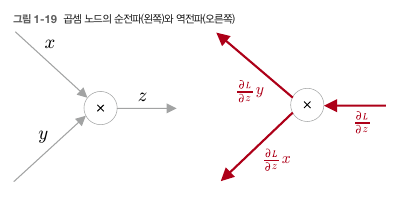 그림 1-19 곱셈 노드의 순전파(왼쪽)와 역전파(오른쪽)
x
y
×
z
∂L/∂z y
∂L/∂z x
×
∂L/∂z